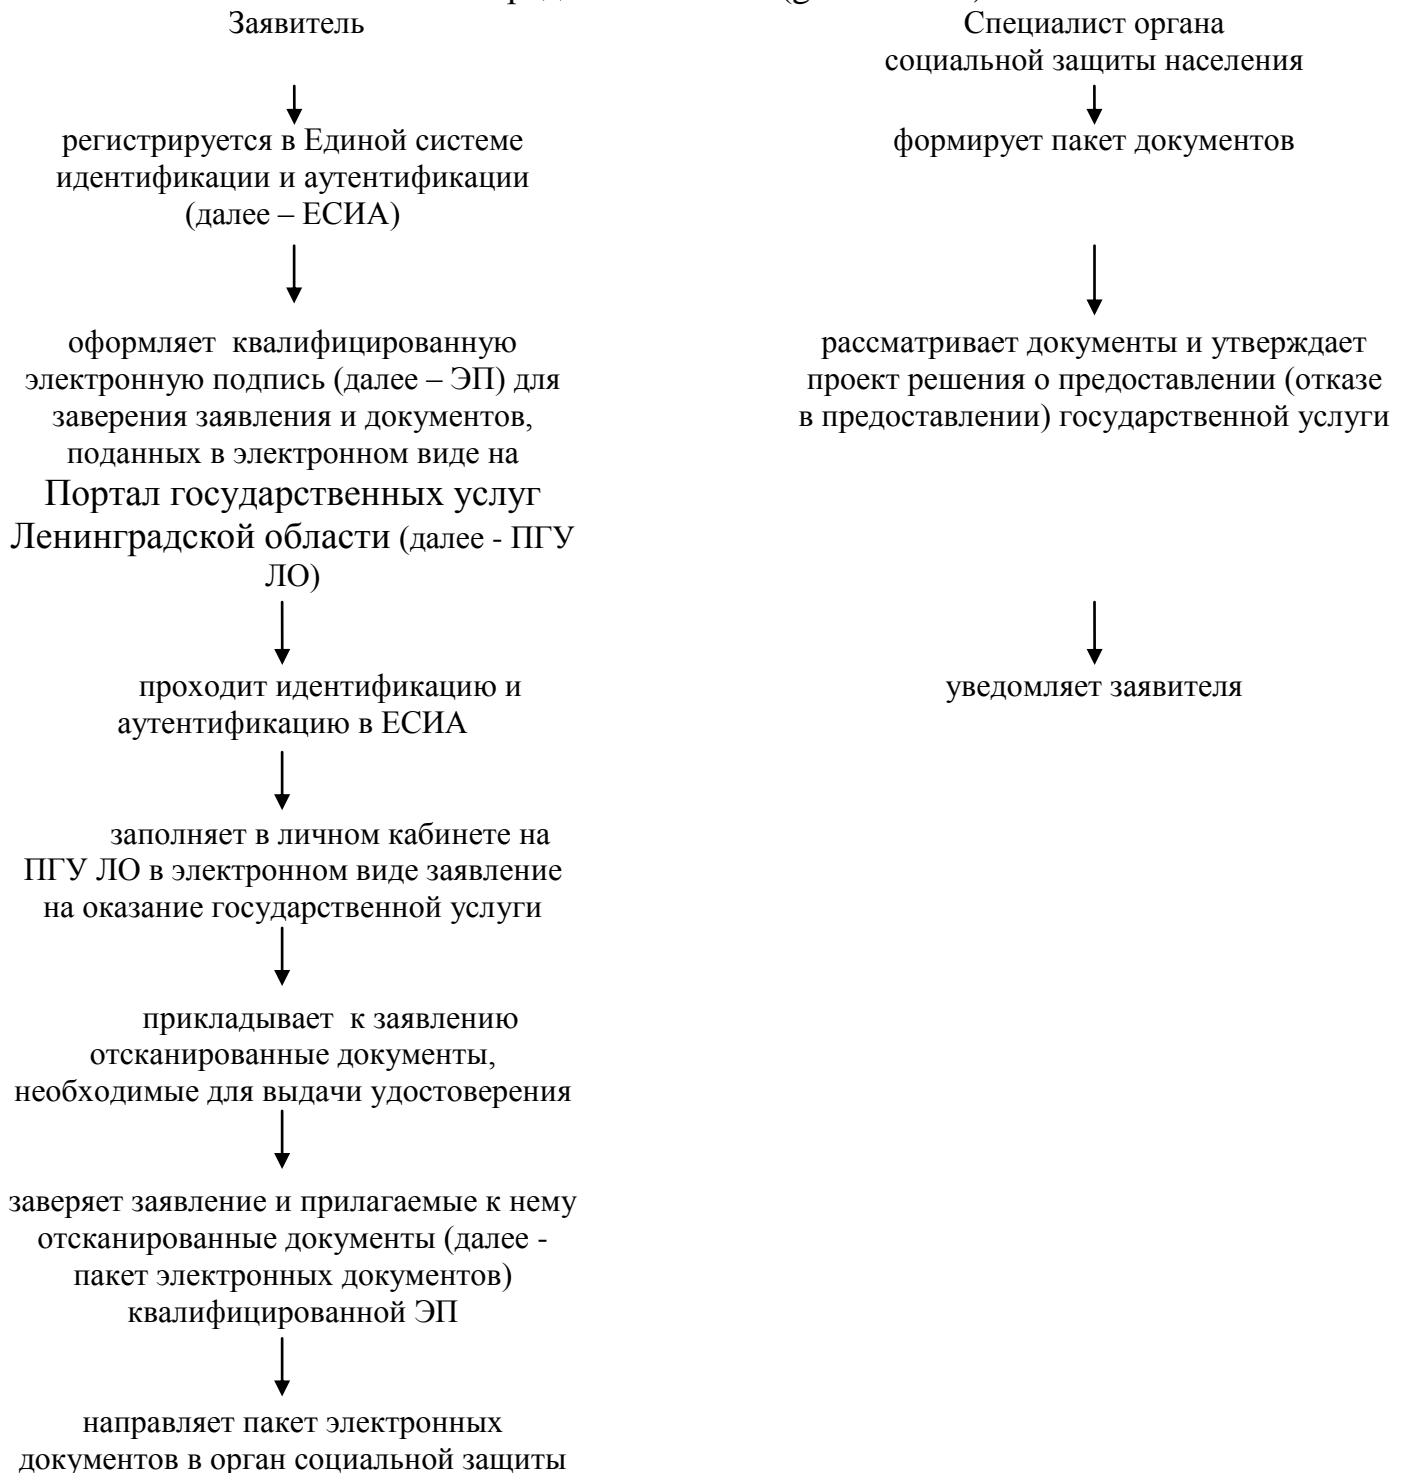 Заявитель
регистрируется в Единой системе
идентификации и аутентификации
(далее – ЕСИА)
оформляет квалифицированную
электронную подпись (далее – ЭП) для
заверения заявления и документов,
поданных в электронном виде на
Портал государственных услуг
Ленинградской области (далее - ПГУ
ЛО)
проходит идентификацию и
аутентификацию в ЕСИА
заполняет в личном кабинете на
ПГУ ЛО в электронном виде заявление
на оказание государственной услуги
прикладывает к заявлению
отсканированные документы,
необходимые для выдачи удостоверения
заверяет заявление и прилагаемые к нему
отсканированные документы (далее -
пакет электронных документов)
квалифицированной ЭП
направляет пакет электронных
документов в орган социальной защиты
Специалист органа
социальной защиты населения
формирует пакет документов
рассматривает документы и утверждает
проект решения о предоставлении (отказе
в предоставлении) государственной услуги
уведомляет заявителя